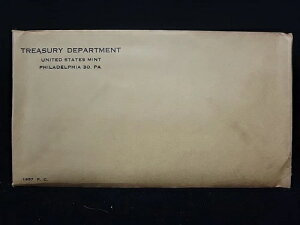 TREASURY DEPARTMENT
UNITED STATES MINT
PHILADELPHIA 30, PA
1957 P. C.